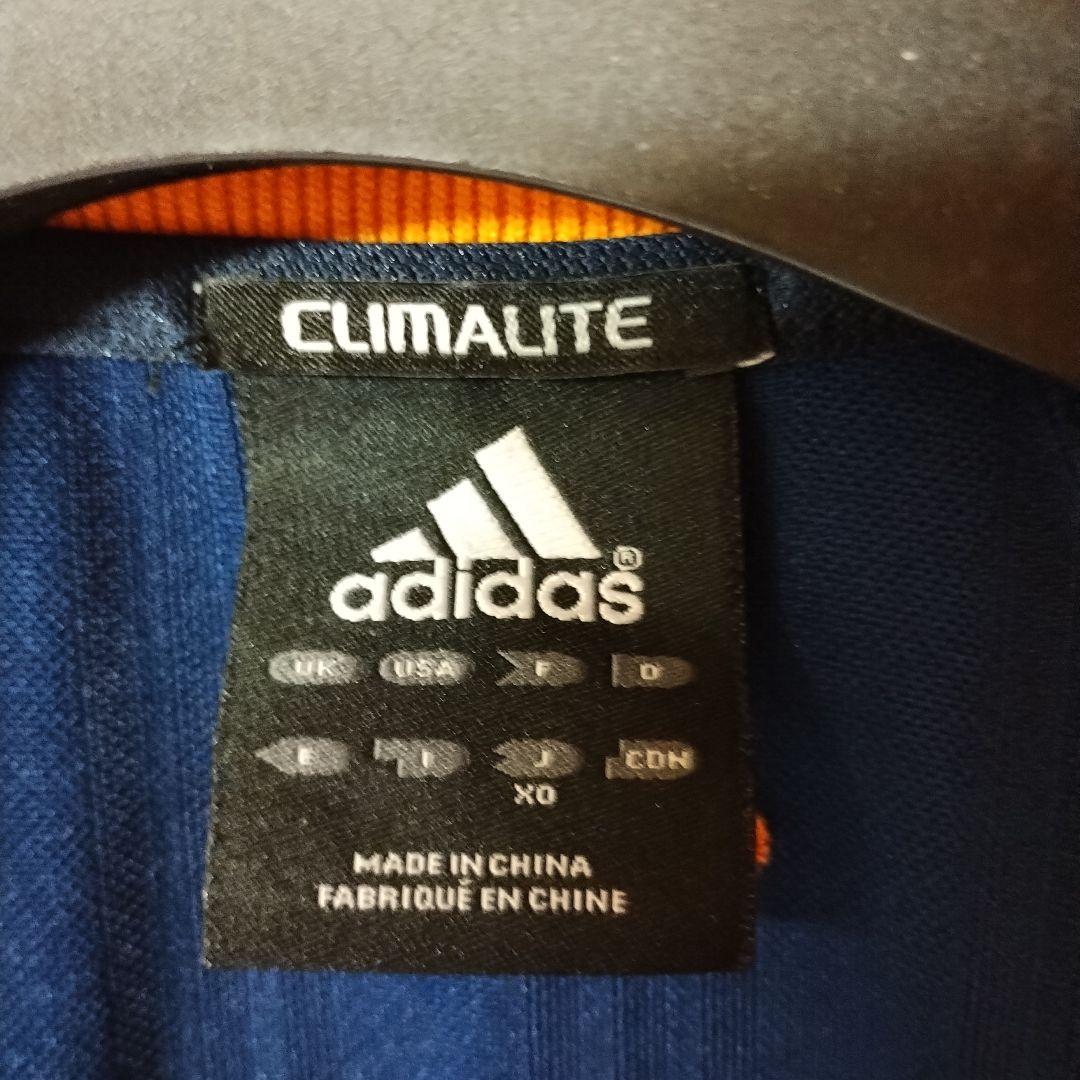 CLIMALITE
adidas®
UK USA F D
E I J CDN
XO
MADE IN CHINA
FABRIQUÉ EN CHINE